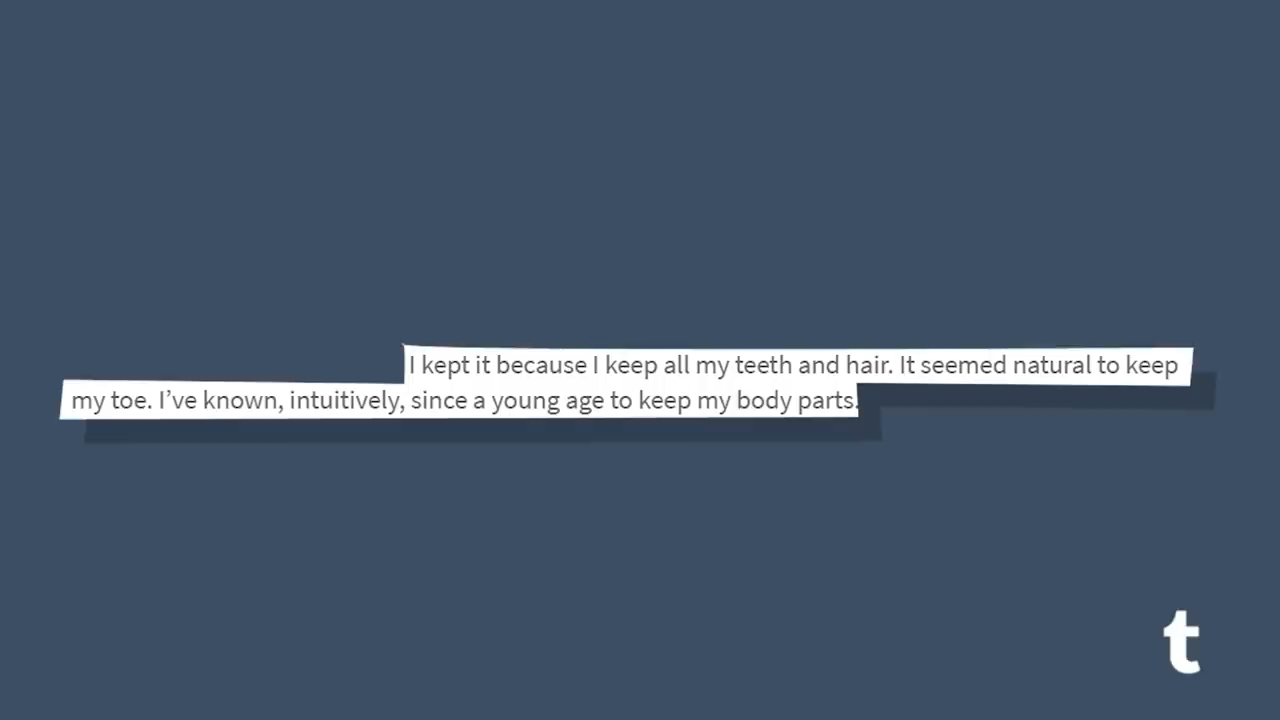 I kept it because I keep all my teeth and hair. It seemed natural to keep
my toe. I’ve known, intuitively, since a young age to keep my body parts.
t